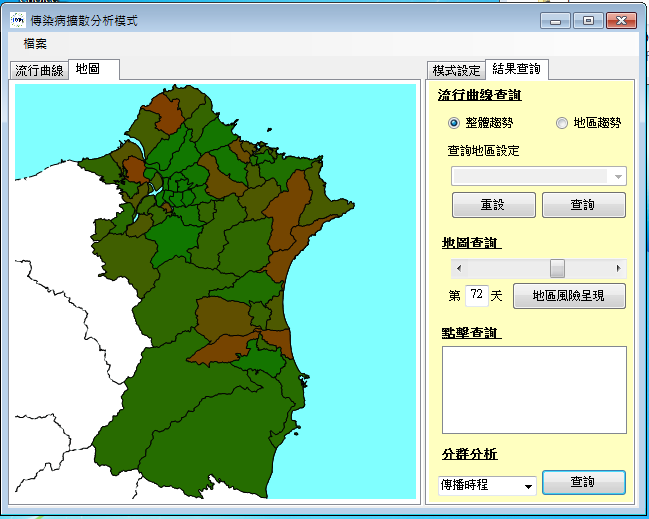 傳染病擴散分析模式
檔案
流行曲線 地圖
模式設定 結果查詢
流行曲線查詢
整體趨勢 地區趨勢
查詢地區設定
重設 查詢
地圖查詢
第 72 天 地區風險呈現
點擊查詢
分群分析
傳播時程 查詢